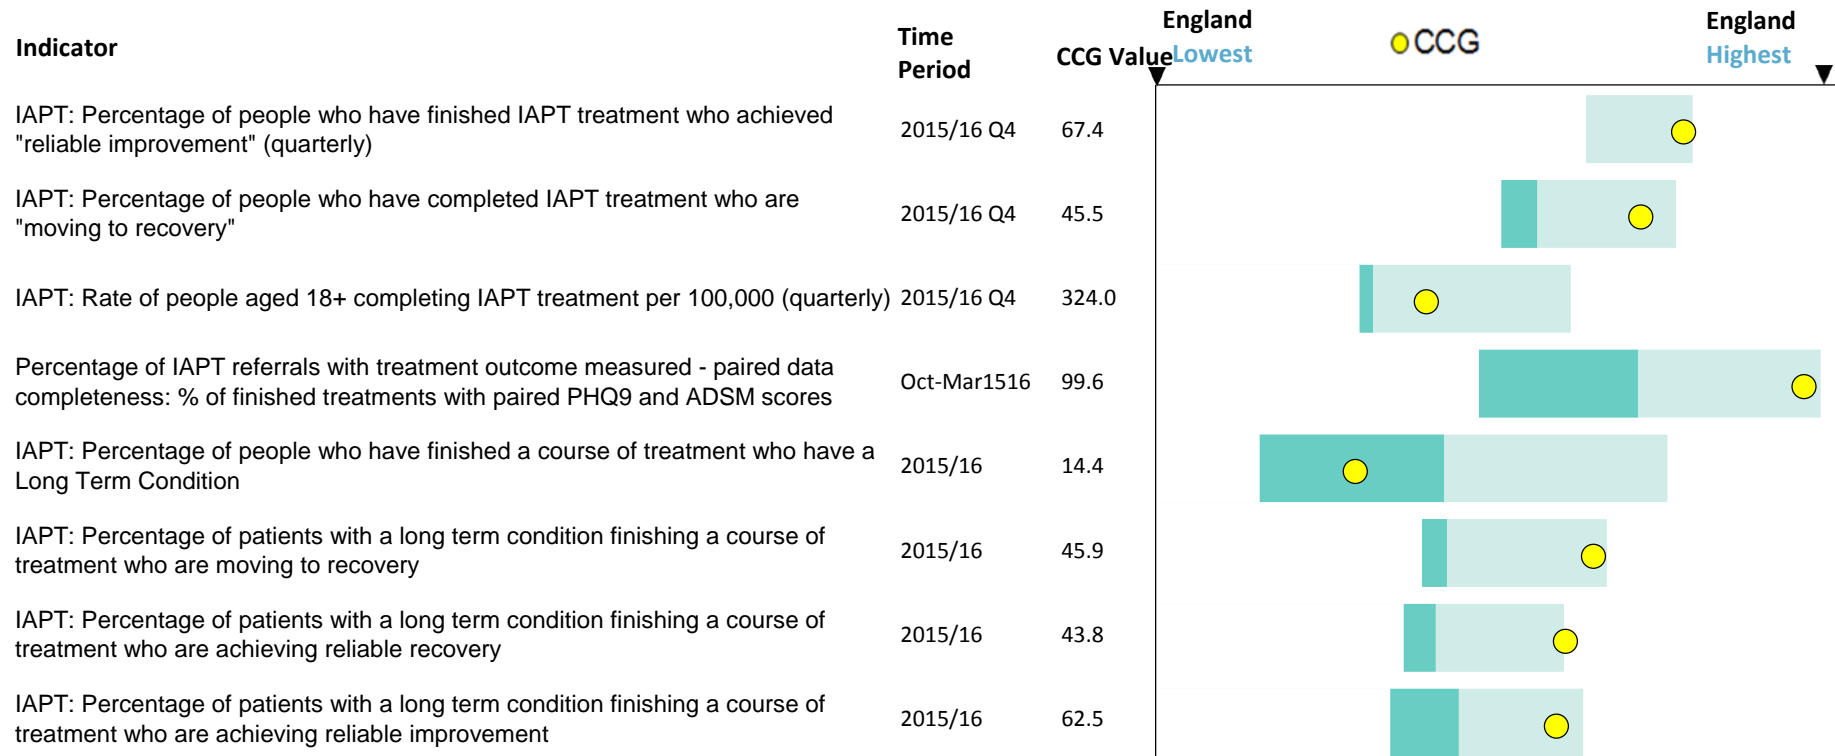 Indicator
Time
Period
CCG Value
England
Lowest
CCG
England
Highest
IAPT: Percentage of people who have finished IAPT treatment who achieved
"reliable improvement" (quarterly)
2015/16 Q4
67.4
IAPT: Percentage of people who have completed IAPT treatment who are
"moving to recovery"
2015/16 Q4
45.5
IAPT: Rate of people aged 18+ completing IAPT treatment per 100,000 (quarterly)
2015/16 Q4
324.0
Percentage of IAPT referrals with treatment outcome measured - paired data
completeness: % of finished treatments with paired PHQ9 and ADSM scores
Oct-Mar1516
99.6
IAPT: Percentage of people who have finished a course of treatment who have a
Long Term Condition
2015/16
14.4
IAPT: Percentage of patients with a long term condition finishing a course of
treatment who are moving to recovery
2015/16
45.9
IAPT: Percentage of patients with a long term condition finishing a course of
treatment who are achieving reliable recovery
2015/16
43.8
IAPT: Percentage of patients with a long term condition finishing a course of
treatment who are achieving reliable improvement
2015/16
62.5